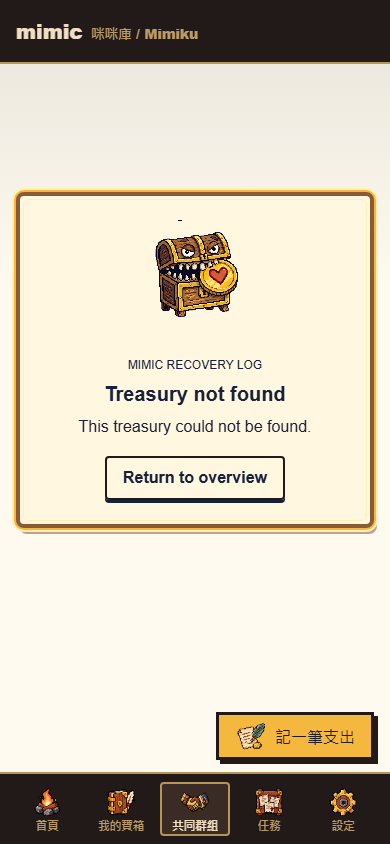 mimic 咪咪庫 / Mimiku
MIMIC RECOVERY LOG
Treasury not found
This treasury could not be found.
Return to overview
記一筆支出
首頁 我的寶箱 共同群組 任務 設定